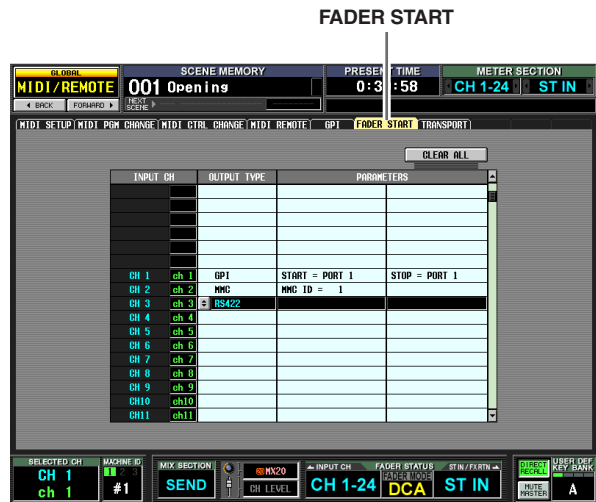 FADER START
GLOBAL
MIDI/REMOTE
BACK FORWARD
SCENE MEMORY
001 Opening
NEXT SCENE
PRESENT TIME
0:3 :58
METER SECTION
CH 1-24 ST IN
MIDI SETUP MIDI PGM CHANGE MIDI CTRL CHANGE MIDI REMOTE GPI FADER START TRANSPORT
CLEAR ALL
INPUT CH OUTPUT TYPE PARAMETERS
CH 1 ch 1 GPI START = PORT 1 STOP = PORT 1
CH 2 ch 2 MMC MMC ID = 1
CH 3 ch 3 RS422
CH 4 ch 4
CH 5 ch 5
CH 6 ch 6
CH 7 ch 7
CH 8 ch 8
CH 9 ch 9
CH10 ch10
CH11 ch11
SELECTED CH
CH 1
ch 1
MACHINE ID
1 2 3
#1
MIX SECTION
SEND
MX20
CH LEVEL
INPUT CH FADER STATUS ST IN/FXRTN
CH 1-24
FADER MODE
DCA
ST IN
DIRECT RECALL
MUTE MASTER
USER DEF KEY BANK
A